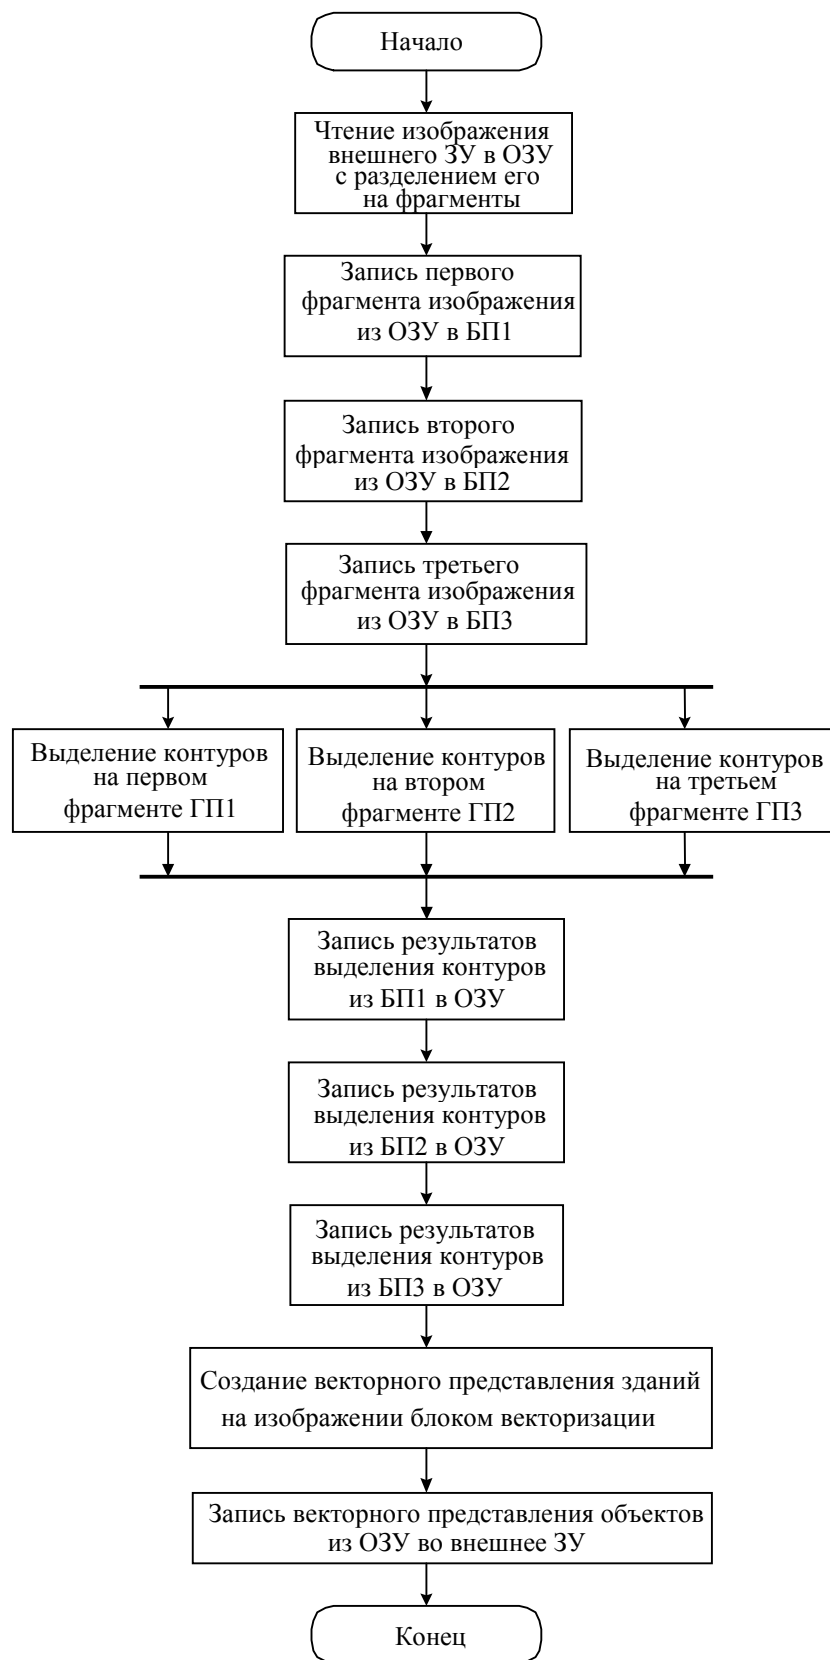 Начало
Чтение изображения
внешнего ЗУ в ОЗУ
с разделением его
на фрагменты
Запись первого
фрагмента изображения
из ОЗУ в БП1
Запись второго
фрагмента изображения
из ОЗУ в БП2
Запись третьего
фрагмента изображения
из ОЗУ в БП3
Выделение контуров
на первом
фрагменте ГП1
Выделение контуров
на втором
фрагменте ГП2
Выделение контуров
на третьем
фрагменте ГП3
Запись результатов
выделения контуров
из БП1 в ОЗУ
Запись результатов
выделения контуров
из БП2 в ОЗУ
Запись результатов
выделения контуров
из БП3 в ОЗУ
Создание векторного представления зданий
на изображении блоком векторизации
Запись векторного представления объектов
из ОЗУ во внешнее ЗУ
Конец